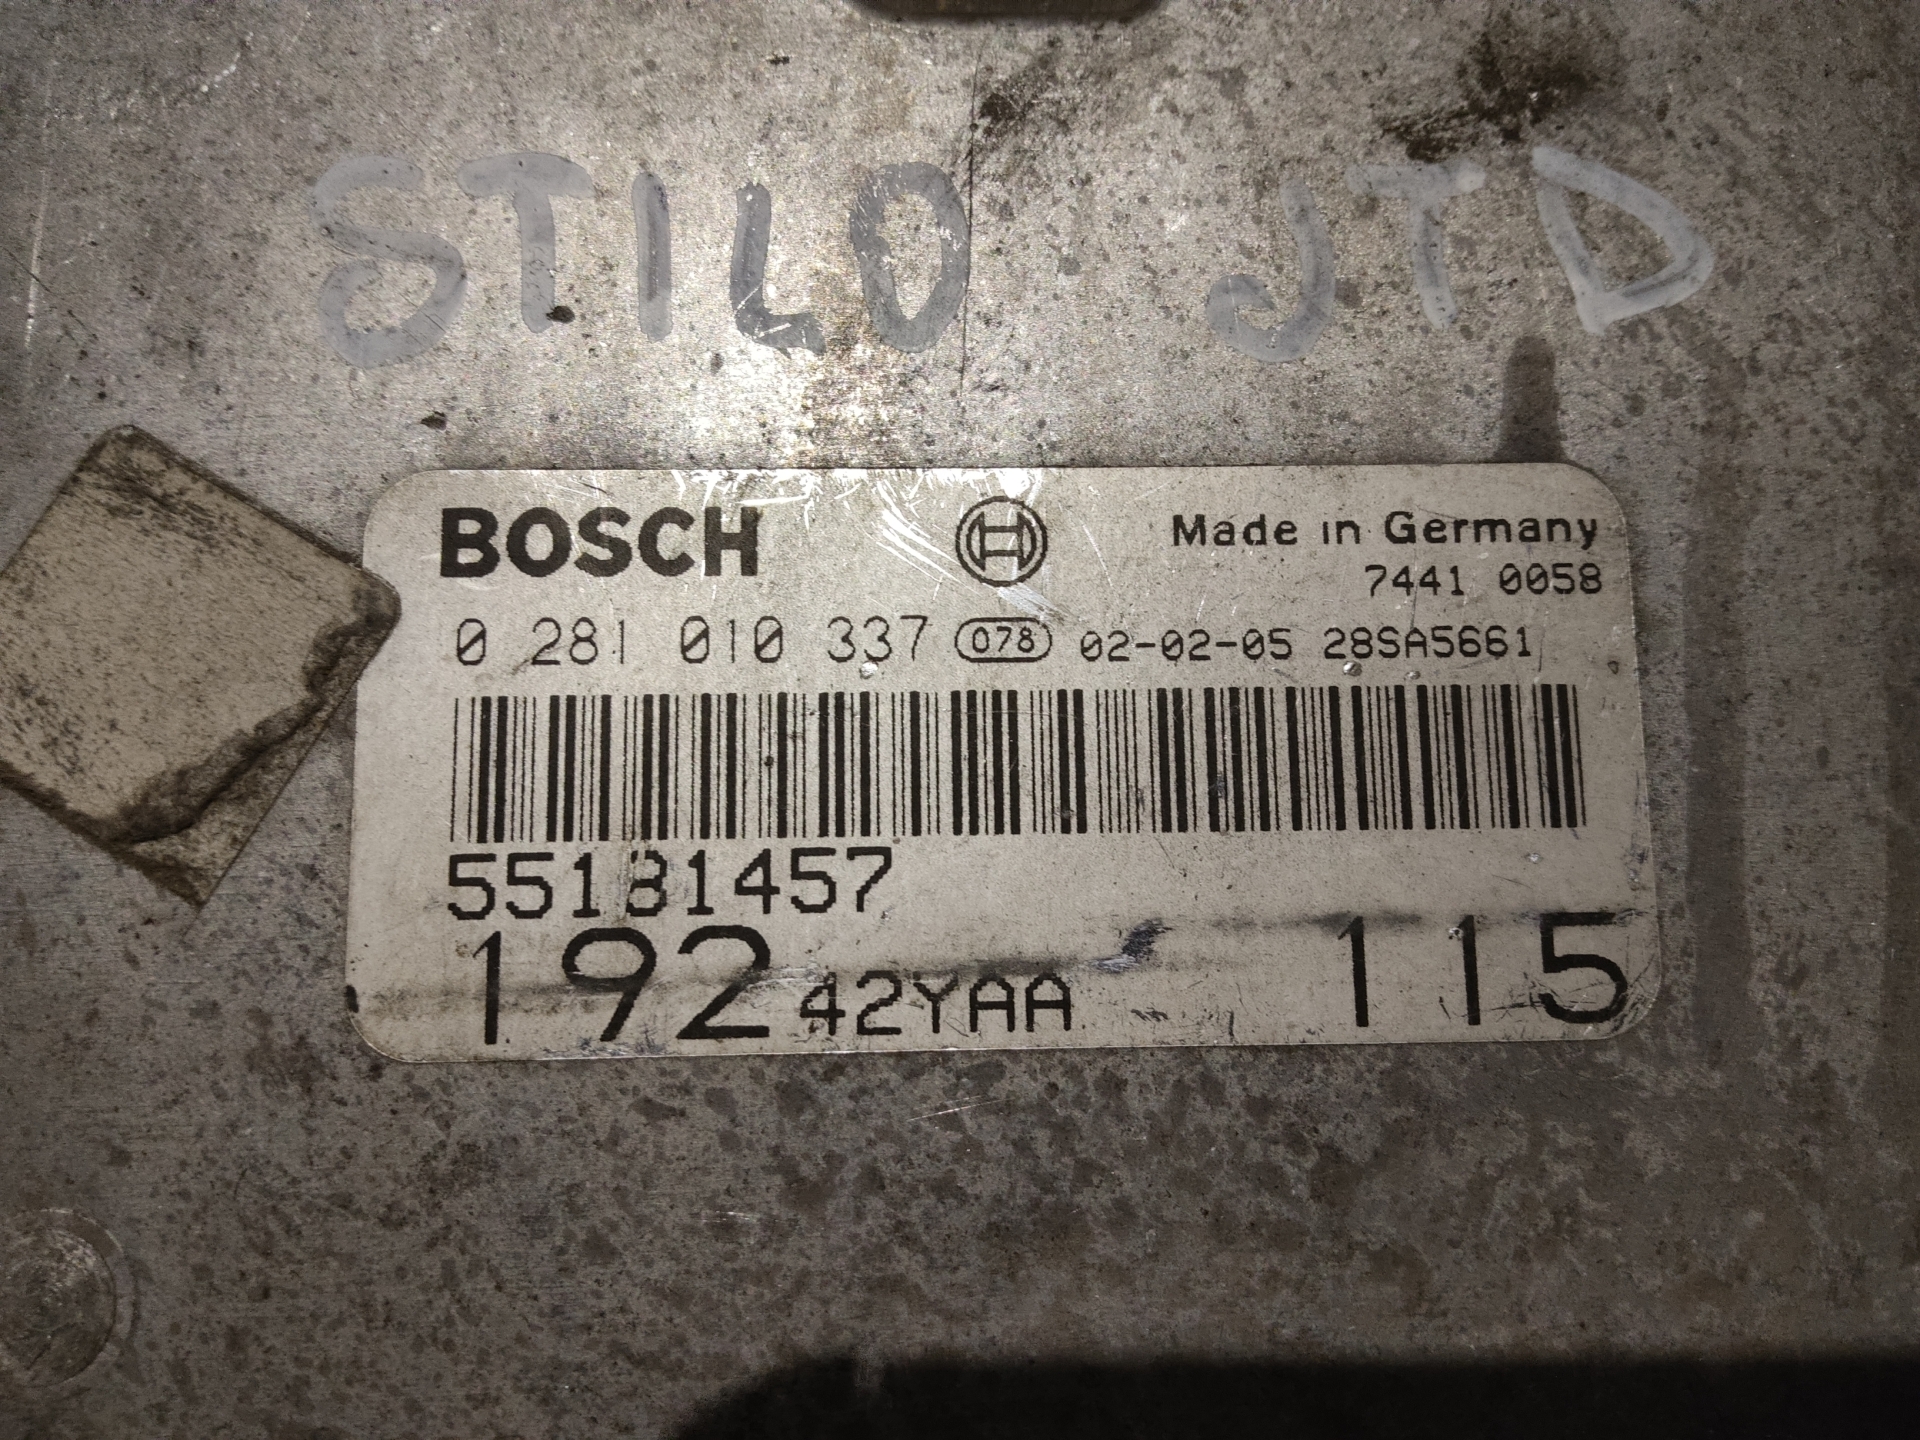 STILO JTD
BOSCH Made in Germany
7441 0058
0 281 010 337 078 02-02-05 28SA5661
55181457
192 42YAA 115